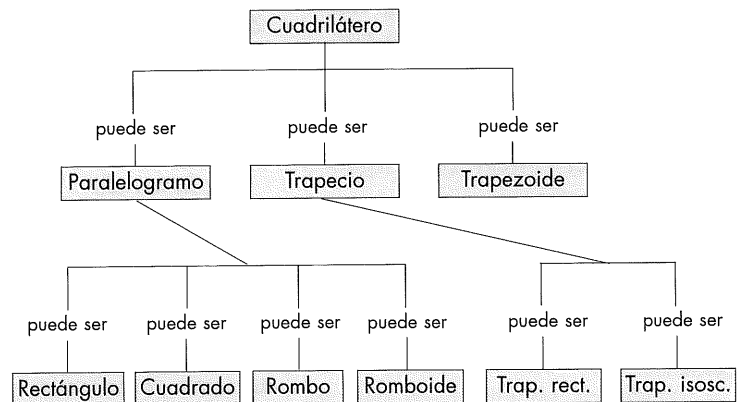 Cuadrilátero
puede ser puede ser puede ser
Paralelogramo Trapecio Trapezoide
puede ser puede ser puede ser puede ser puede ser puede ser
Rectángulo Cuadrado Rombo Romboide Trap. rect. Trap. isosc.